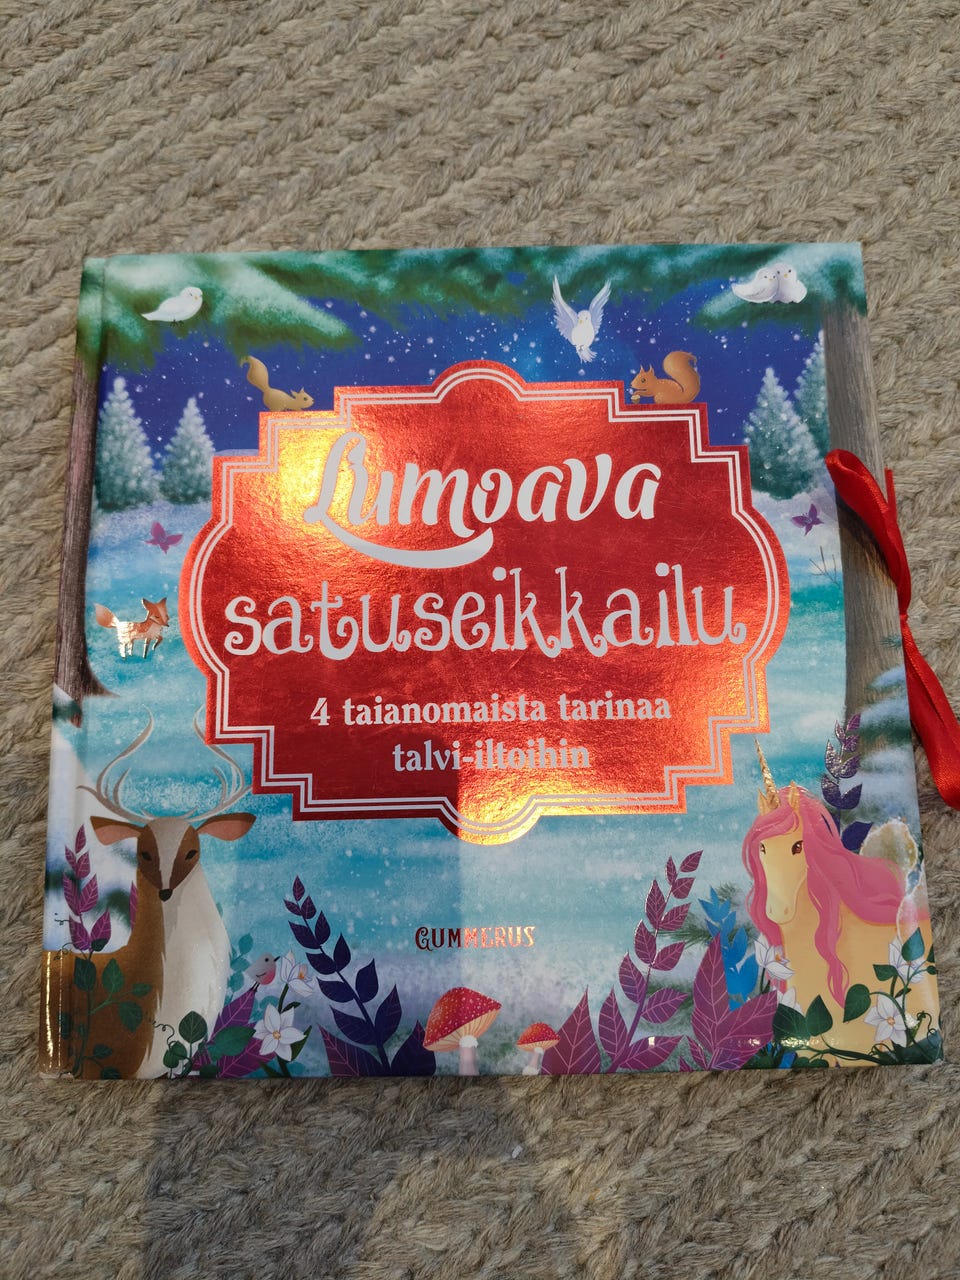 Lumoava
satuseikkailu
4 taianomaista tarinaa
talvi-iltoihin
GUMMERUS